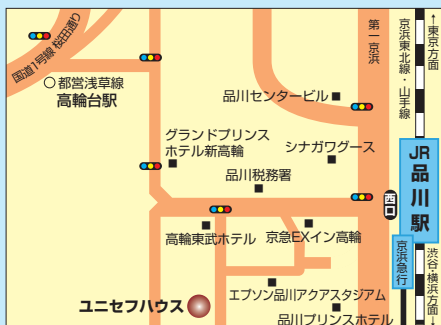 国道1号線 桜田通り
都営浅草線
高輪台駅
第一京浜
京浜東北線・山手線
←東京方面
品川センタービル
グランドプリンス
ホテル新高輪
シナガワグース
品川税務署
JR
品川駅
西口
高輪東武ホテル
京急EXイン高輪
京浜急行
渋谷・横浜方面→
エプソン品川アクアスタジアム
ユニセフハウス
品川プリンスホテル